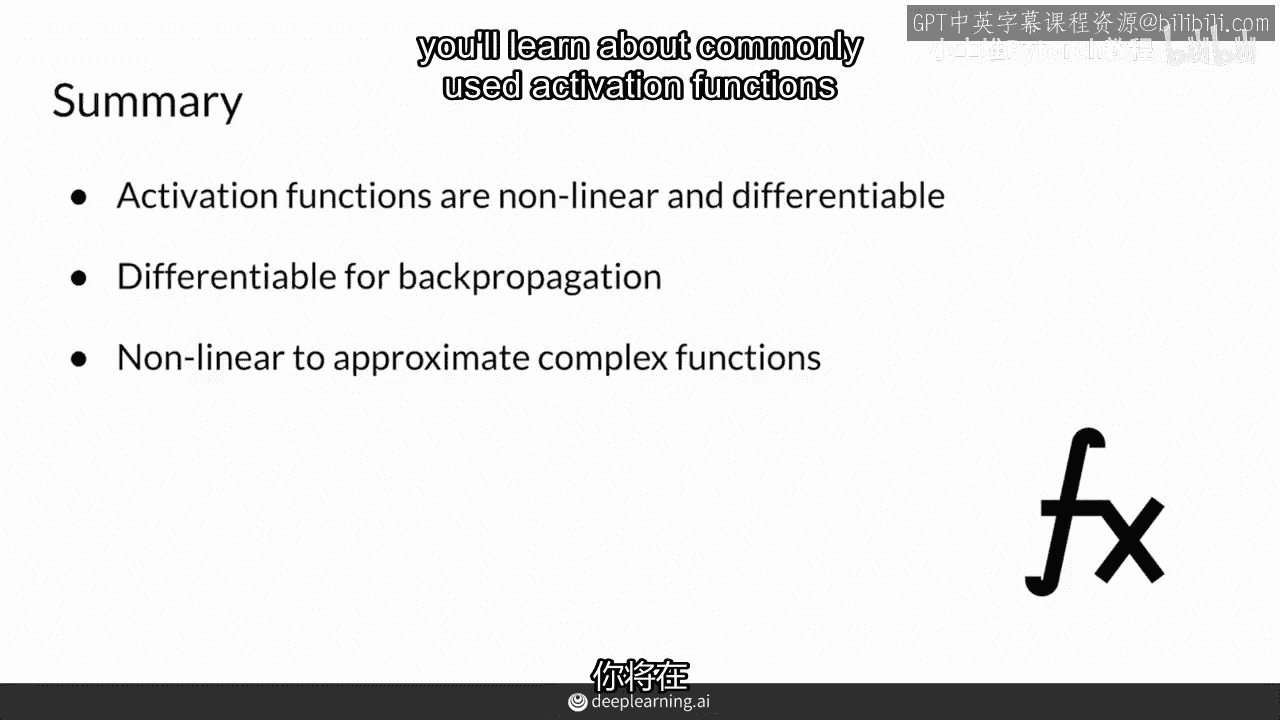 GPT中英字幕课程资源@bilibili.com
you'll learn about commonly
used activation functions
Summary
● Activation functions are non-linear and differentiable
● Differentiable for backpropagation
● Non-linear to approximate complex functions
fx
你将在
deeplearning.ai